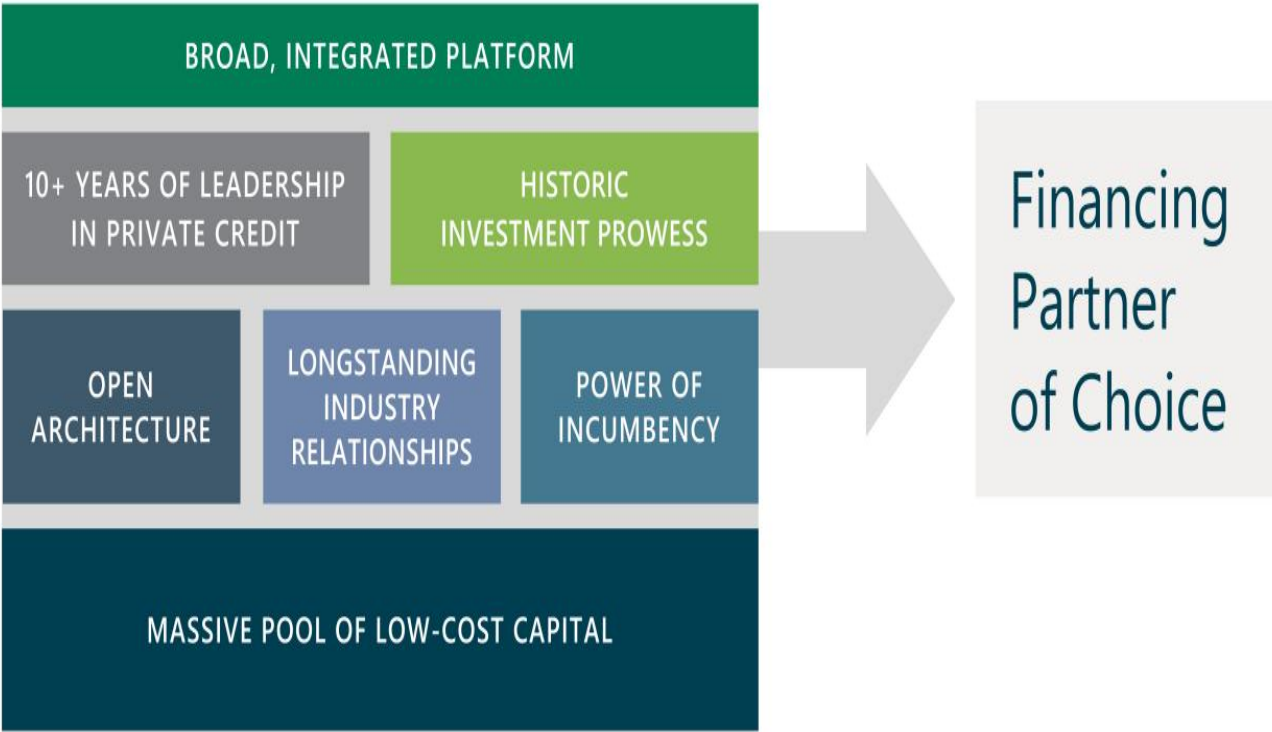 BROAD, INTEGRATED PLATFORM
10+ YEARS OF LEADERSHIP
IN PRIVATE CREDIT
HISTORIC
INVESTMENT PROWESS
OPEN
ARCHITECTURE
LONGSTANDING
INDUSTRY
RELATIONSHIPS
POWER OF
INCUMBENCY
MASSIVE POOL OF LOW-COST CAPITAL
Financing
Partner
of Choice